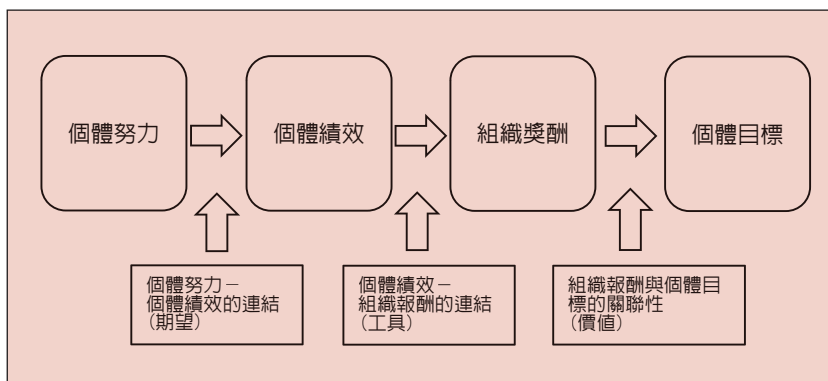 個體努力
個體績效
組織獎酬
個體目標
個體努力－
個體績效的連結
(期望)
個體績效－
組織報酬的連結
(工具)
組織報酬與個體目
標的關聯性
(價值)